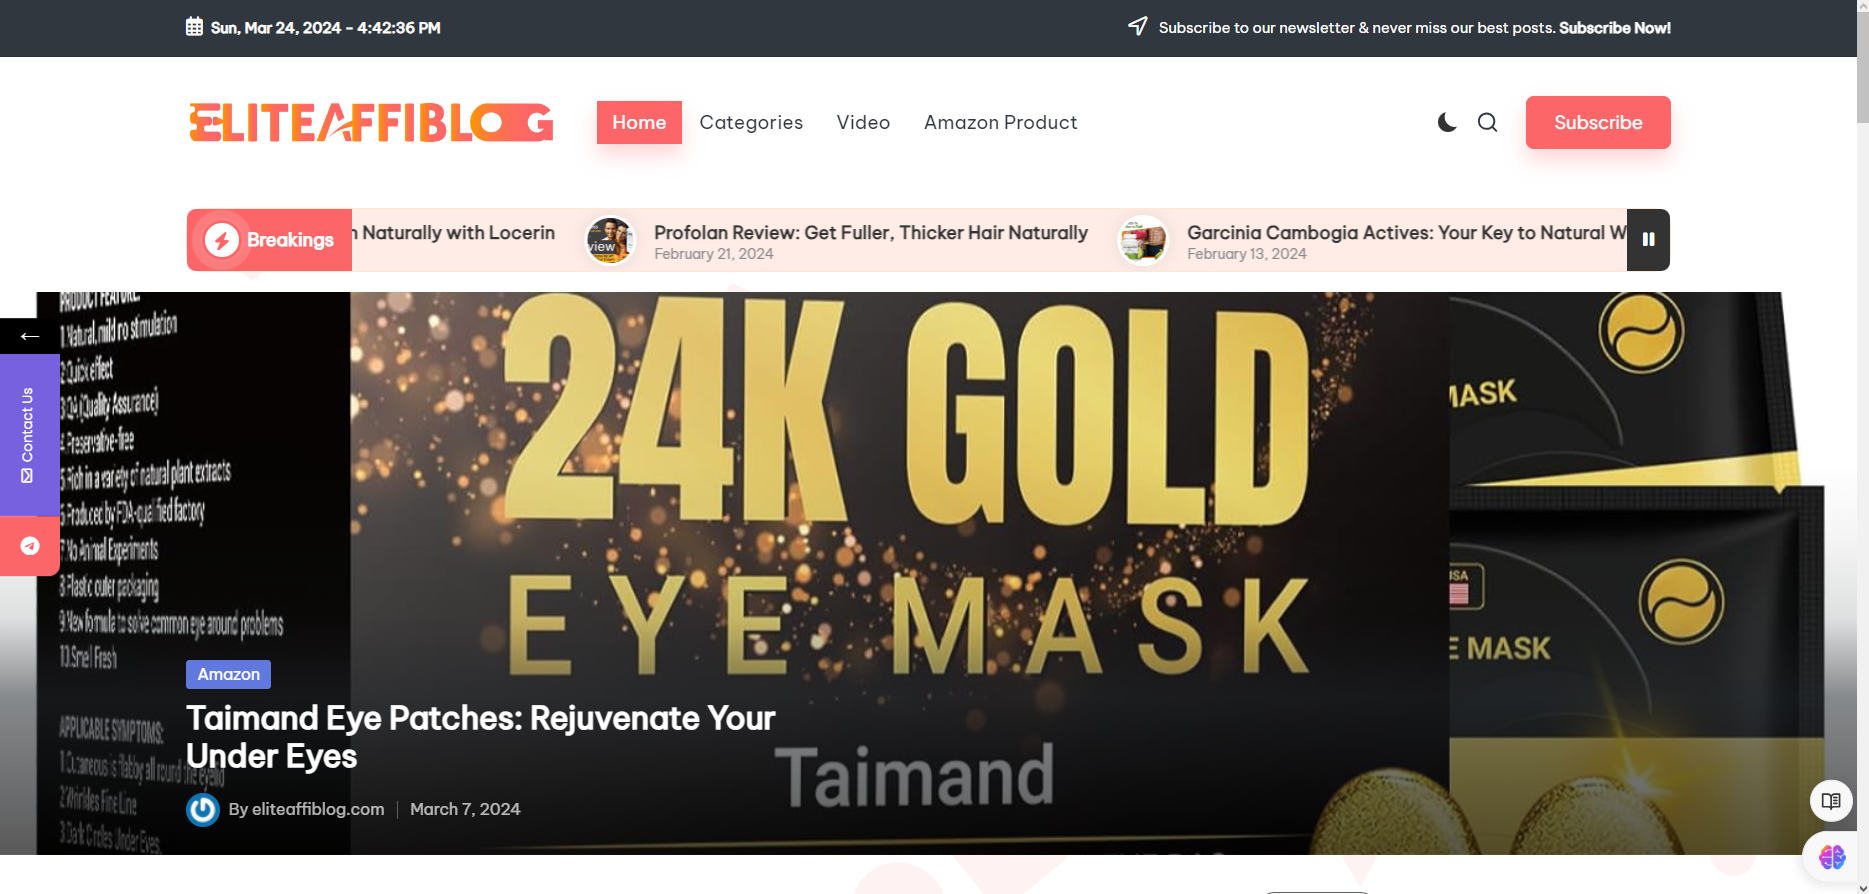 Sun, Mar 24, 2024 - 4:42:36 PM
Subscribe to our newsletter & never miss our best posts. Subscribe Now!
ELITEAFFIBLOG
Home
Categories
Video
Amazon Product
Subscribe
Breakings
Naturally with Locerin
Profolan Review: Get Fuller, Thicker Hair Naturally
February 21, 2024
Garcinia Cambogia Actives: Your Key to Natural W
February 13, 2024
Contact Us
PRODUCT FEATURE:
1.Natural,mild no stimulation
2.Quick effect
3.QA(Quality Assurance)
4.Preservative-free
5.Rich in a variety of natural plant extracts
6.Produced by FDA-qualified factory
7.No Animal Experiments
8.Plastic outer packaging
9.New formula to solve common eye around problems
10.Smell Fresh
APPLICABLE SYMPTOMS:
1.Cutaneous is flabby all round the eyelid
2.Wrinkles Fine Line
3.Dark Circles Under Eyes.
24K GOLD
EYE MASK
Taimand
MASK
USA
E MASK
Amazon
Taimand Eye Patches: Rejuvenate Your
Under Eyes
By eliteaffiblog.com
March 7, 2024